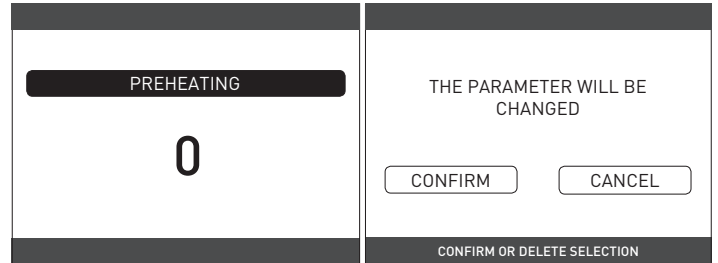 PREHEATING
0
THE PARAMETER WILL BE
CHANGED
CONFIRM
CANCEL
CONFIRM OR DELETE SELECTION